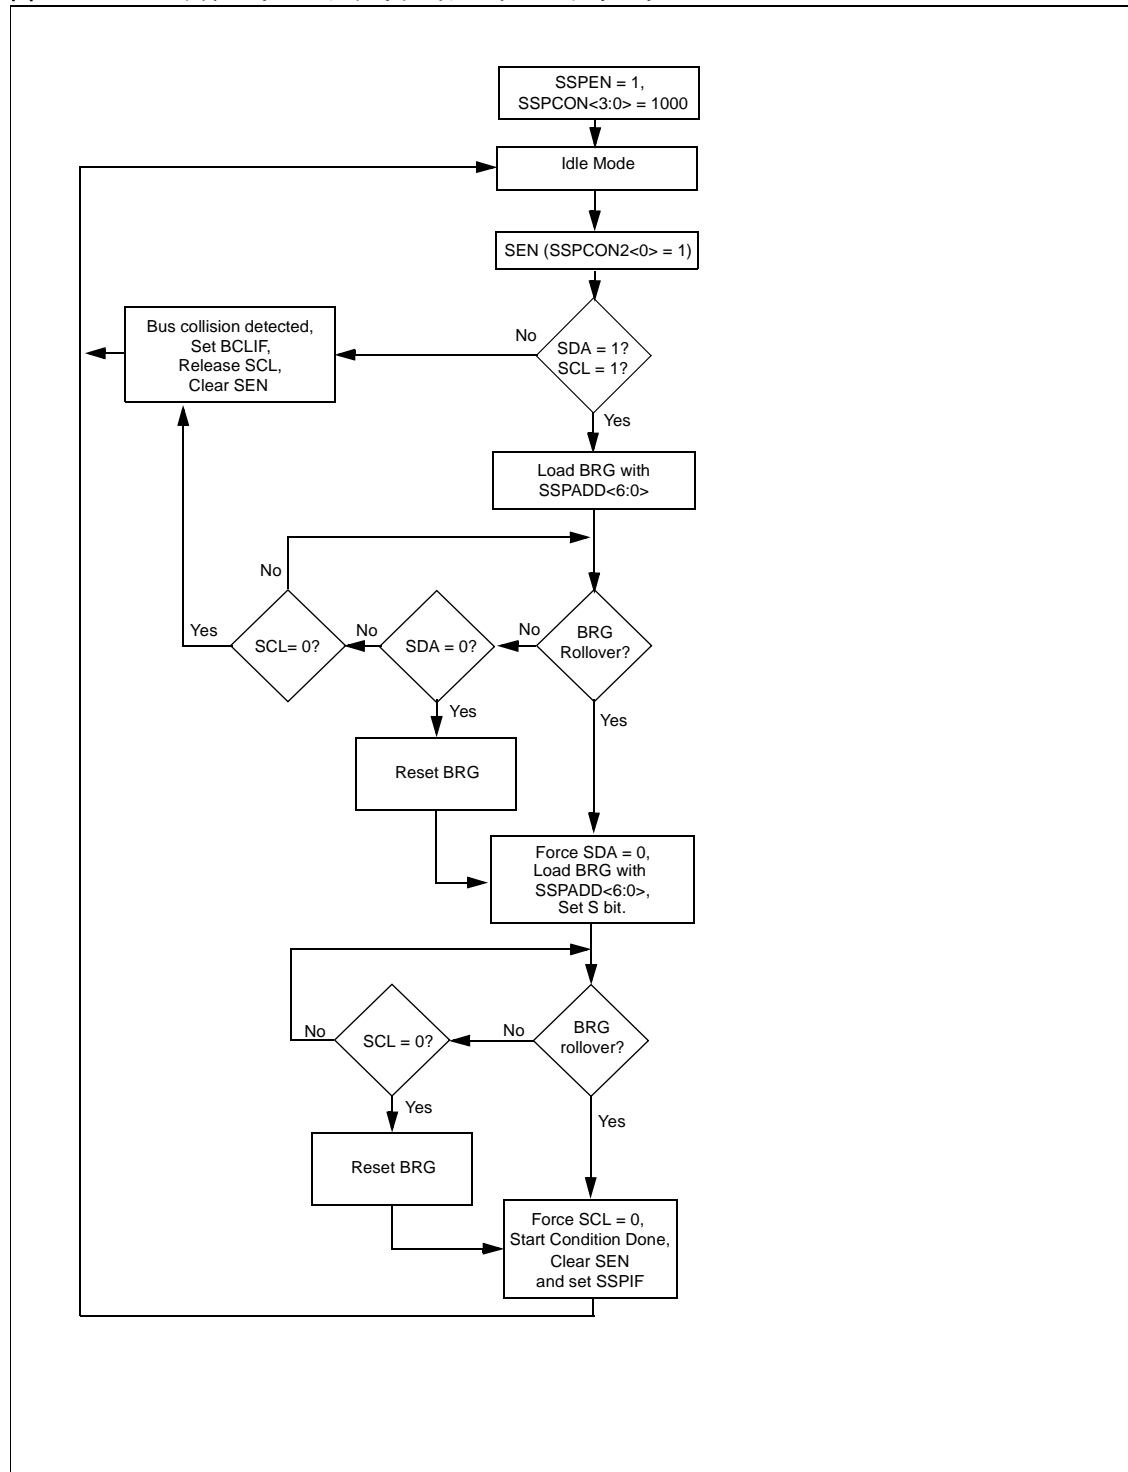 SSPEN = 1,
SSPCON<3:0> = 1000
Idle Mode
SEN (SSPCON2<0> = 1)
Bus collision detected,
Set BCLIF,
Release SCL,
Clear SEN
No
SDA = 1?
SCL = 1?
Yes
Load BRG with
SSPADD<6:0>
No
Yes
SCL= 0?
No
SDA = 0?
No
BRG
Rollover?
Yes
Yes
Reset BRG
Force SDA = 0,
Load BRG with
SSPADD<6:0>,
Set S bit.
No
SCL = 0?
No
BRG
rollover?
Yes
Yes
Reset BRG
Force SCL = 0,
Start Condition Done,
Clear SEN
and set SSPIF